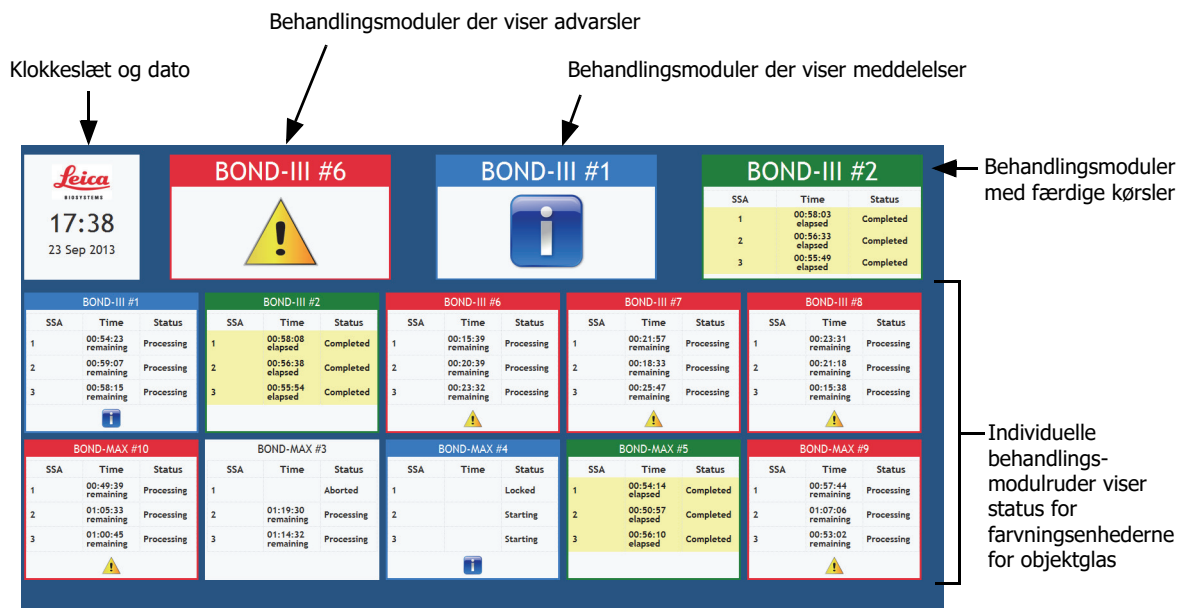 Behandlingsmoduler der viser advarsler
Klokkeslæt og dato
Behandlingsmoduler der viser meddelelser
Behandlingsmoduler
med færdige kørsler
Leica
BIOSYSTEMS
17:38
23 Sep 2013
BOND-III #6
BOND-III #1
BOND-III #2
SSA Time Status
1 00:58:03 elapsed Completed
2 00:56:33 elapsed Completed
3 00:55:49 elapsed Completed
BOND-III #1
SSA Time Status
1 00:54:23 remaining Processing
2 00:59:07 remaining Processing
3 00:58:15 remaining Processing
BOND-III #2
SSA Time Status
1 00:58:08 elapsed Completed
2 00:56:38 elapsed Completed
3 00:55:54 elapsed Completed
BOND-III #6
SSA Time Status
1 00:15:39 remaining Processing
2 00:20:39 remaining Processing
3 00:23:32 remaining Processing
BOND-III #7
SSA Time Status
1 00:21:57 remaining Processing
2 00:18:33 remaining Processing
3 00:25:47 remaining Processing
BOND-III #8
SSA Time Status
1 00:23:31 remaining Processing
2 00:21:18 remaining Processing
3 00:15:38 remaining Processing
BOND-MAX #10
SSA Time Status
1 00:49:39 remaining Processing
2 01:05:33 remaining Processing
3 01:00:45 remaining Processing
BOND-MAX #3
SSA Time Status
1 Aborted
2 01:19:30 remaining Processing
3 01:14:32 remaining Processing
BOND-MAX #4
SSA Time Status
1 Locked
2 Starting
3 Starting
BOND-MAX #5
SSA Time Status
1 00:54:14 elapsed Completed
2 00:50:57 elapsed Completed
3 00:56:10 elapsed Completed
BOND-MAX #9
SSA Time Status
1 00:57:44 remaining Processing
2 01:07:06 remaining Processing
3 00:53:02 remaining Processing
Individuelle
behandlings-
modulruder viser
status for
farvningsenhederne
for objektglas